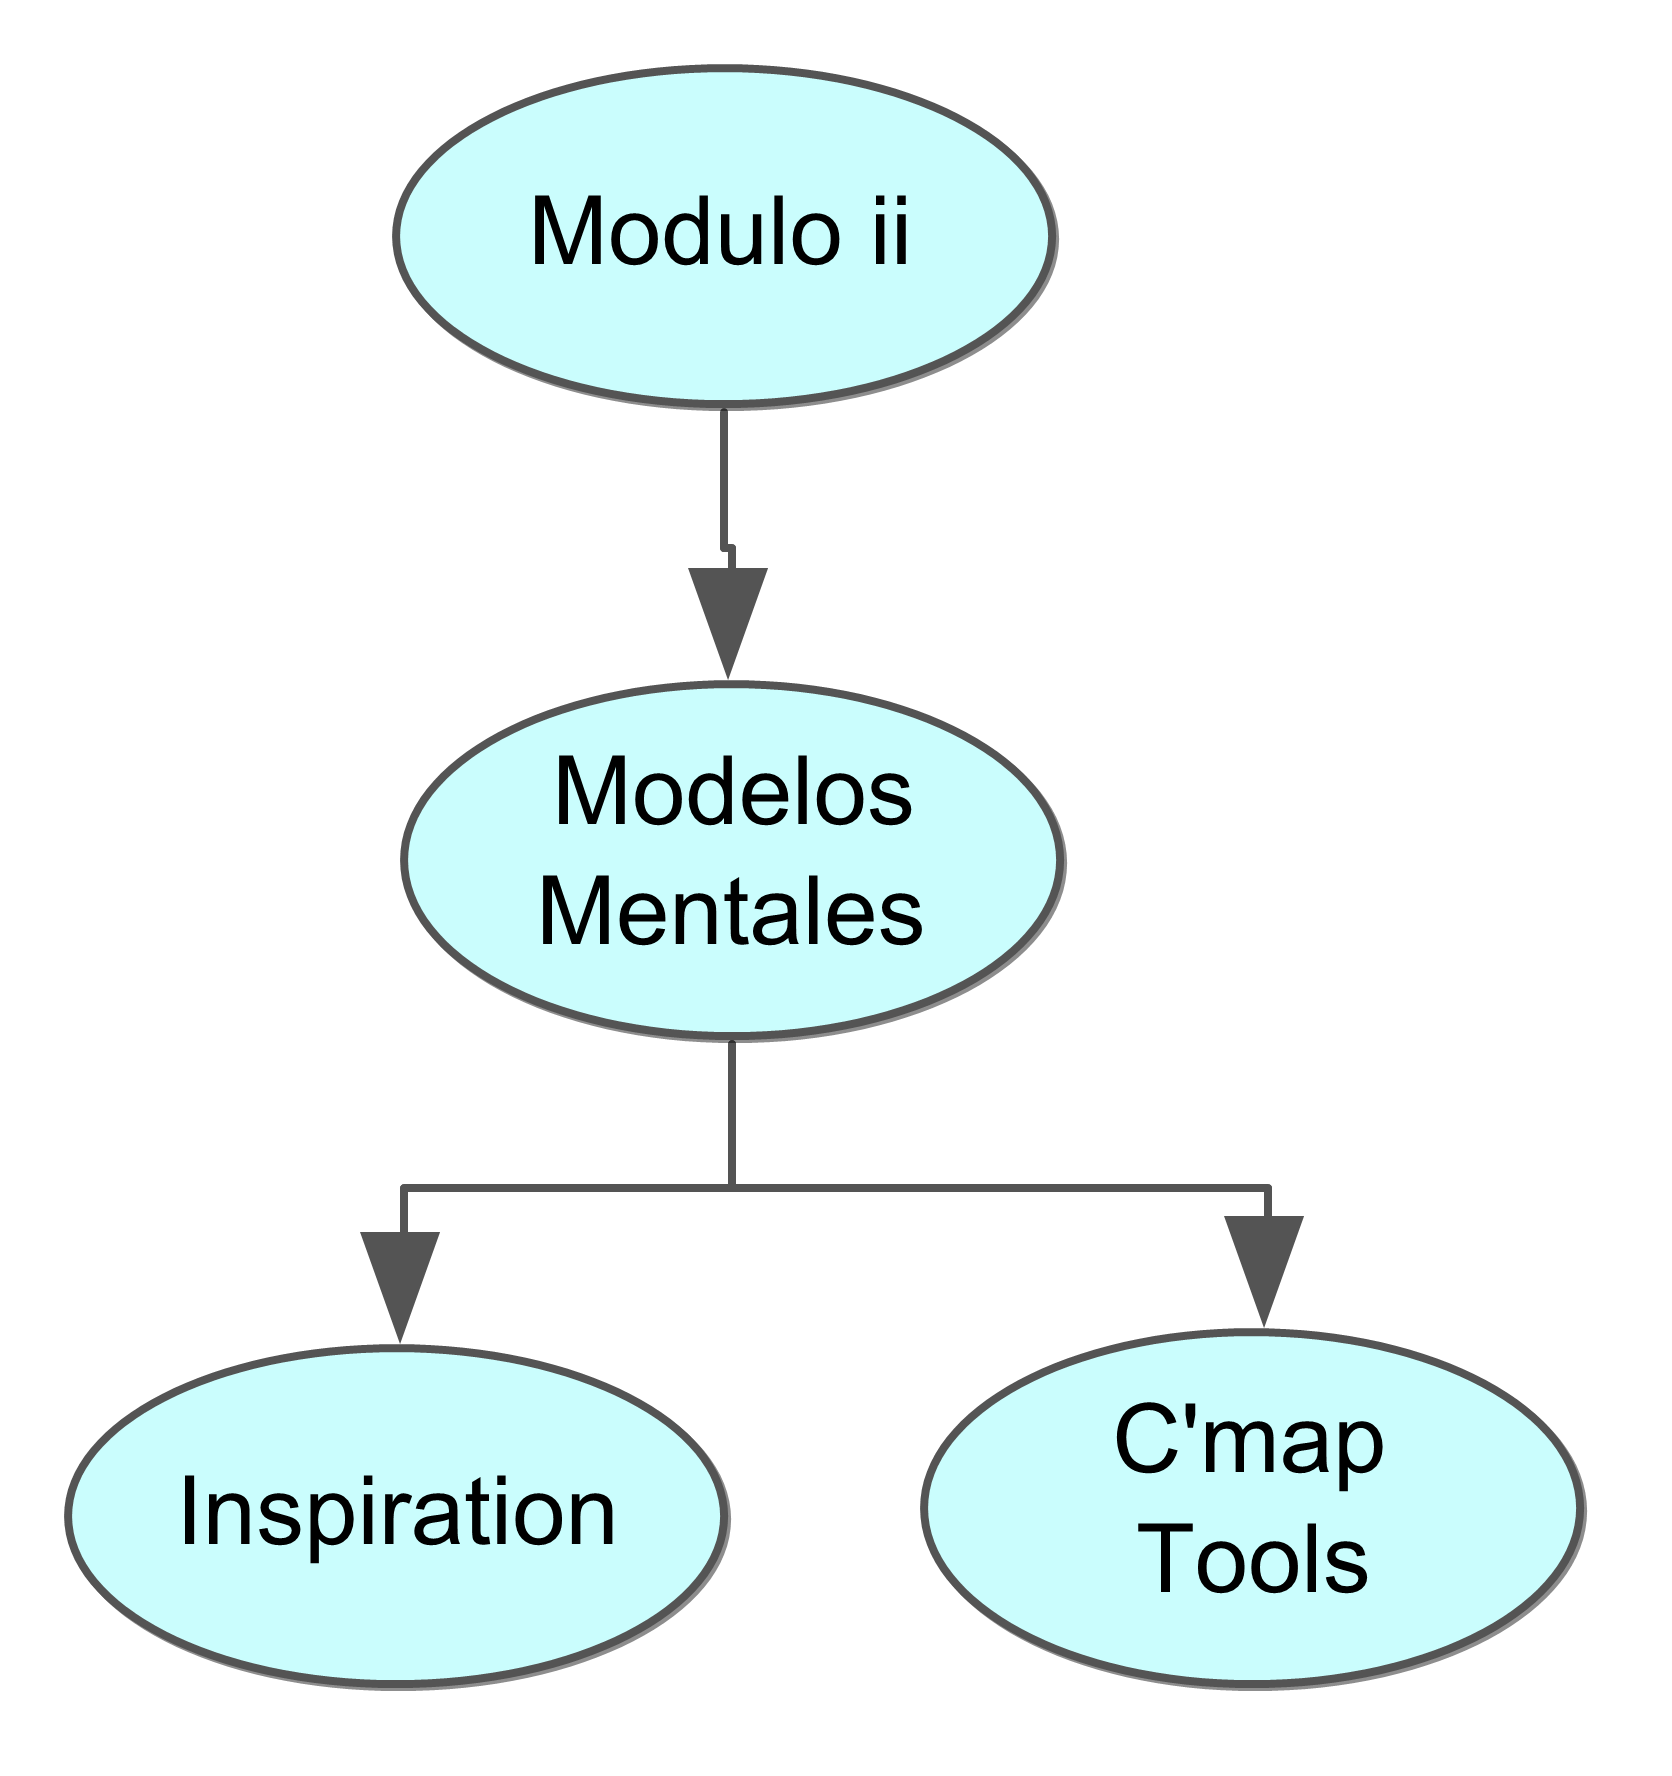 Modulo ii
Modelos
Mentales
Inspiration
C'map
Tools